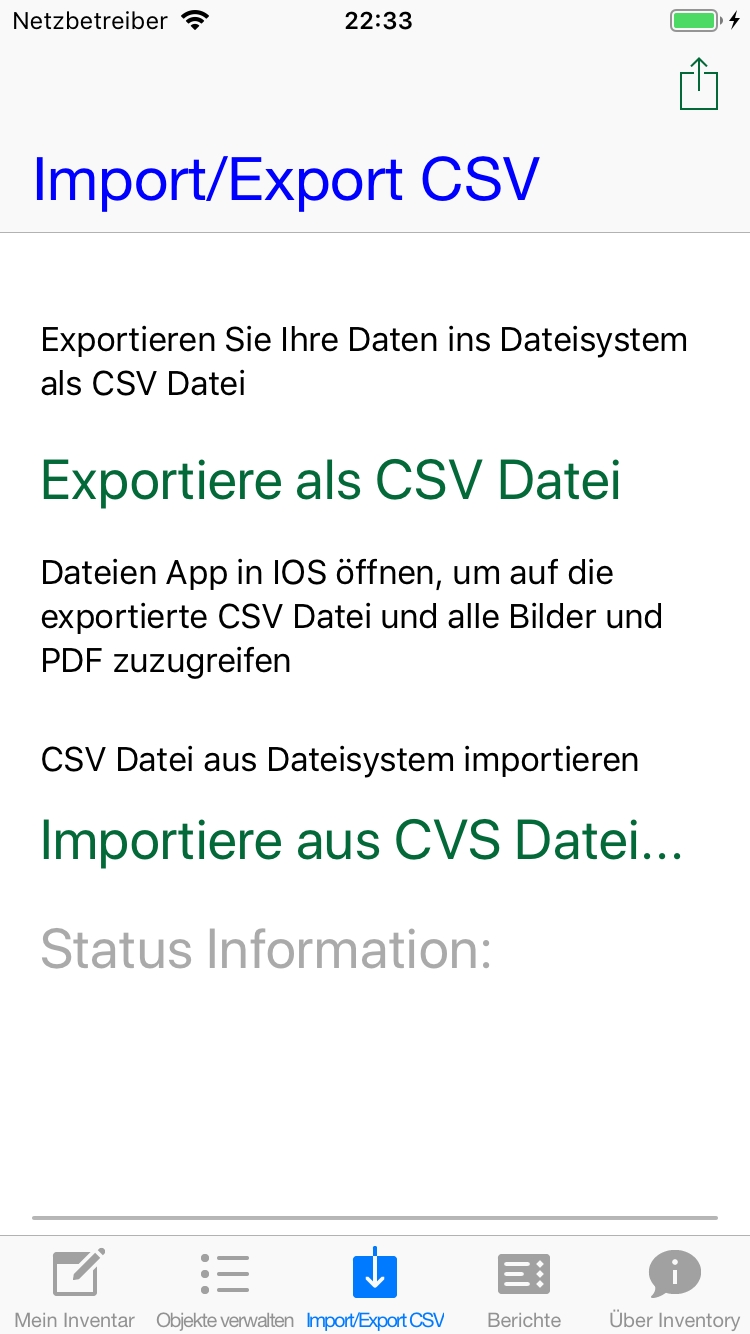 Netzbetreiber 22:33
Import/Export CSV
Exportieren Sie Ihre Daten ins Dateisystem
als CSV Datei
Exportiere als CSV Datei
Dateien App in IOS öffnen, um auf die
exportierte CSV Datei und alle Bilder und
PDF zuzugreifen
CSV Datei aus Dateisystem importieren
Importiere aus CVS Datei...
Status Information:
Mein Inventar Objekte verwalten Import/Export CSV Berichte Über Inventory